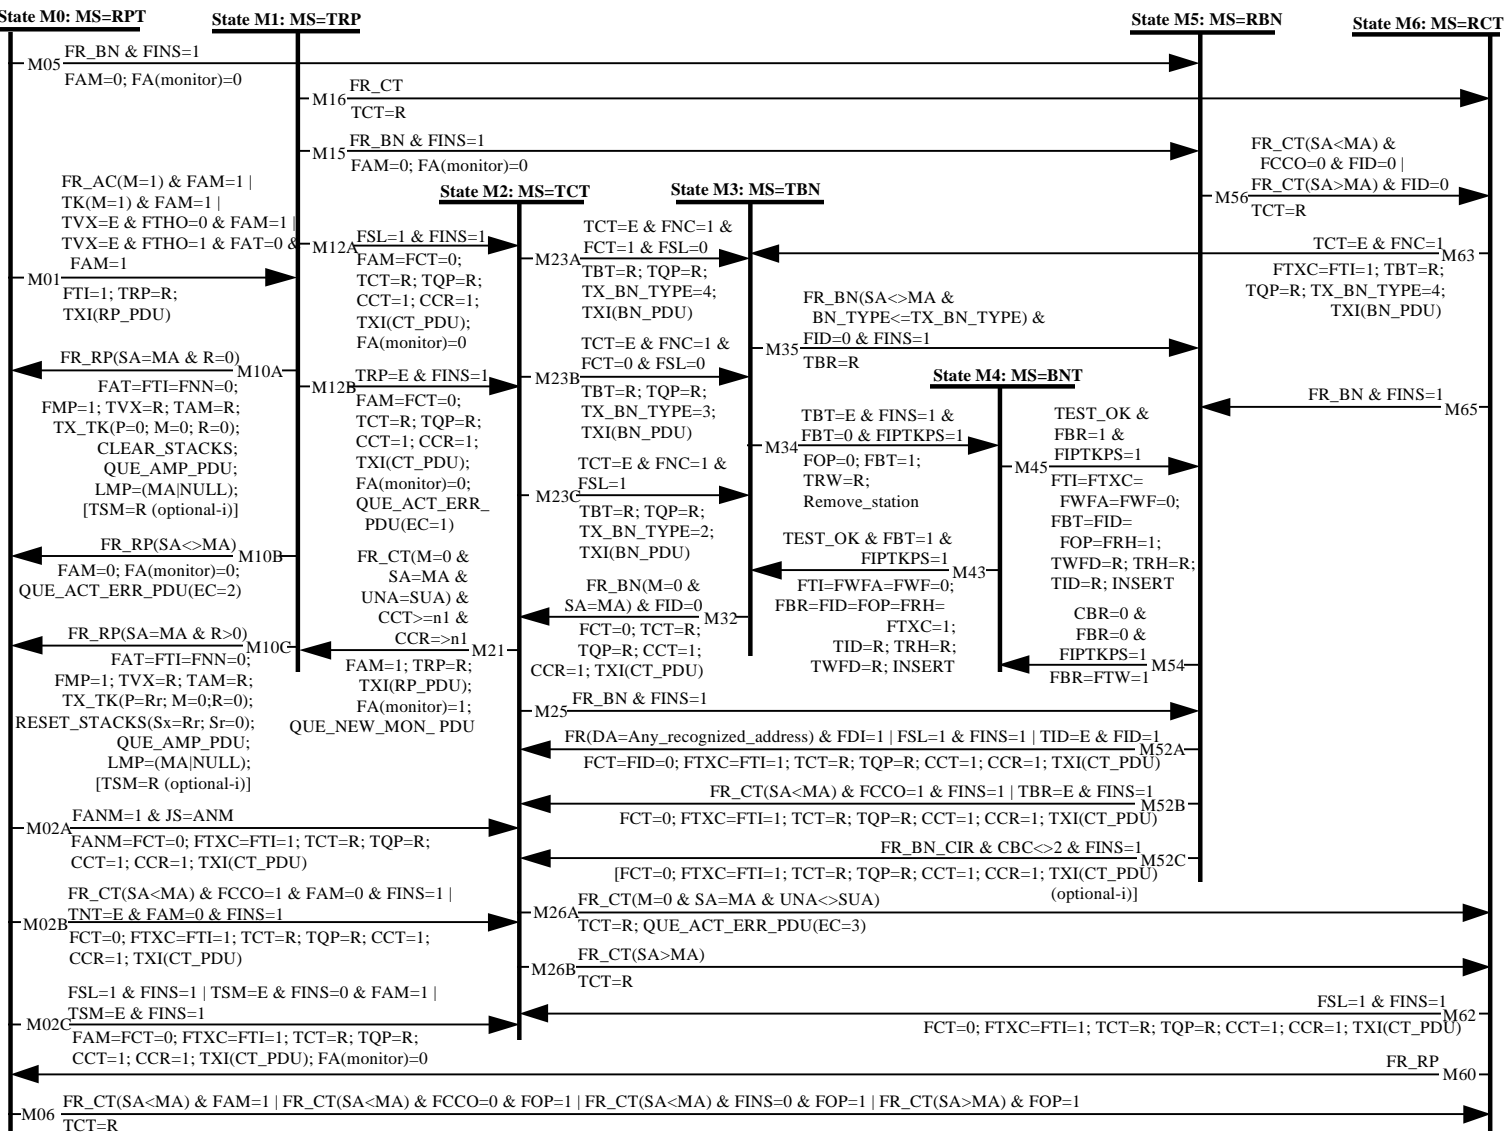 State M0: MS=RPT
State M1: MS=TRP
State M5: MS=RBN
State M6: MS=RCT
FR_BN & FINS=1
M05
FAM=0; FA(monitor)=0
FR_CT
M16
TCT=R
FR_BN & FINS=1
M15
FAM=0; FA(monitor)=0
FR_CT(SA<MA) &
FCCO=0 & FID=0 |
FR_CT(SA>MA) & FID=0
M56
TCT=R
State M2: MS=TCT
State M3: MS=TBN
FR_AC(M=1) & FAM=1 |
TK(M=1) & FAM=1 |
TVX=E & FTHO=0 & FAM=1 |
TVX=E & FTHO=1 & FAT=0 &
FAM=1
M01
FTI=1; TRP=R;
TXI(RP_PDU)
FSL=1 & FINS=1
M12A
FAM=FCT=0;
TCT=R; TQP=R;
CCT=1; CCR=1;
TXI(CT_PDU);
FA(monitor)=0
TCT=E & FNC=1 &
FCT=1 & FSL=0
M23A
TBT=R; TQP=R;
TX_BN_TYPE=4;
TXI(BN_PDU)
TCT=E & FNC=1
M63
FTXC=FTI=1; TBT=R;
TQP=R; TX_BN_TYPE=4;
TXI(BN_PDU)
FR_BN(SA<>MA &
BN_TYPE<=TX_BN_TYPE) &
FID=0 & FINS=1
M35
TBR=R
FR_RP(SA=MA & R=0)
M10A
FAT=FTI=FNN=0;
FMP=1; TVX=R; TAM=R;
TX_TK(P=0; M=0; R=0);
CLEAR_STACKS;
QUE_AMP_PDU;
LMP=(MA|NULL);
[TSM=R (optional-i)]
TRP=E & FINS=1
M12B
FAM=FCT=0;
TCT=R; TQP=R;
CCT=1; CCR=1;
TXI(CT_PDU);
FA(monitor)=0;
QUE_ACT_ERR_
PDU(EC=1)
TCT=E & FNC=1 &
FCT=0 & FSL=0
M23B
TBT=R; TQP=R;
TX_BN_TYPE=3;
TXI(BN_PDU)
State M4: MS=BNT
FR_BN & FINS=1
M65
TBT=E & FINS=1 &
FBT=0 & FIPTKPS=1
M34
FOP=0; FBT=1;
TRW=R;
Remove_station
TEST_OK &
FBR=1 &
FIPTKPS=1
M45
FTI=FTXC=
FWFA=FWF=0;
FBT=FID=
FOP=FRH=1;
TWFD=R; TRH=R;
TID=R; INSERT
TCT=E & FNC=1 &
FSL=1
M23C
TBT=R; TQP=R;
TX_BN_TYPE=2;
TXI(BN_PDU)
FR_RP(SA<>MA)
M10B
FAM=0; FA(monitor)=0;
QUE_ACT_ERR_PDU(EC=2)
TEST_OK & FBT=1 &
FIPTKPS=1
M43
FTI=FWFA=FWF=0;
FBR=FID=FOP=FRH=
FTXC=1;
TID=R; TRH=R;
TWFD=R; INSERT
FR_CT(M=0 &
SA=MA &
UNA=SUA) &
CCT>=n1 &
CCR=>n1
M21
FAM=1; TRP=R;
TXI(RP_PDU);
FA(monitor)=1;
QUE_NEW_MON_ PDU
FR_BN(M=0 &
SA=MA) & FID=0
M32
FCT=0; TCT=R;
TQP=R; CCT=1;
CCR=1; TXI(CT_PDU)
CBR=0 &
FBR=0 &
FIPTKPS=1
M54
FBR=FTW=1
FR_RP(SA=MA & R>0)
M10C
FAT=FTI=FNN=0;
FMP=1; TVX=R; TAM=R;
TX_TK(P=Rr; M=0;R=0);
RESET_STACKS(Sx=Rr; Sr=0);
QUE_AMP_PDU;
LMP=(MA|NULL);
[TSM=R (optional-i)]
FR_BN & FINS=1
M25
FR(DA=Any_recognized_address) & FDI=1 | FSL=1 & FINS=1 | TID=E & FID=1
M52A
FCT=FID=0; FTXC=FTI=1; TCT=R; TQP=R; CCT=1; CCR=1; TXI(CT_PDU)
FR_CT(SA<MA) & FCCO=1 & FINS=1 | TBR=E & FINS=1
M52B
FCT=0; FTXC=FTI=1; TCT=R; TQP=R; CCT=1; CCR=1; TXI(CT_PDU)
FANM=1 & JS=ANM
M02A
FANM=FCT=0; FTXC=FTI=1; TCT=R; TQP=R;
CCT=1; CCR=1; TXI(CT_PDU)
FR_BN_CIR & CBC<>2 & FINS=1
M52C
[FCT=0; FTXC=FTI=1; TCT=R; TQP=R; CCT=1; CCR=1; TXI(CT_PDU)
(optional-i)]
FR_CT(SA<MA) & FCCO=1 & FAM=0 & FINS=1 |
TNT=E & FAM=0 & FINS=1
M02B
FCT=0; FTXC=FTI=1; TCT=R; TQP=R; CCT=1;
CCR=1; TXI(CT_PDU)
FR_CT(M=0 & SA=MA & UNA<>SUA)
M26A
TCT=R; QUE_ACT_ERR_PDU(EC=3)
FR_CT(SA>MA)
M26B
TCT=R
FSL=1 & FINS=1 | TSM=E & FINS=0 & FAM=1 |
TSM=E & FINS=1
M02C
FAM=FCT=0; FTXC=FTI=1; TCT=R; TQP=R;
CCT=1; CCR=1; TXI(CT_PDU); FA(monitor)=0
FSL=1 & FINS=1
M62
FCT=0; FTXC=FTI=1; TCT=R; TQP=R; CCT=1; CCR=1; TXI(CT_PDU)
FR_RP
M60
FR_CT(SA<MA) & FAM=1 | FR_CT(SA<MA) & FCCO=0 & FOP=1 | FR_CT(SA<MA) & FINS=0 & FOP=1 | FR_CT(SA>MA) & FOP=1
M06
TCT=R